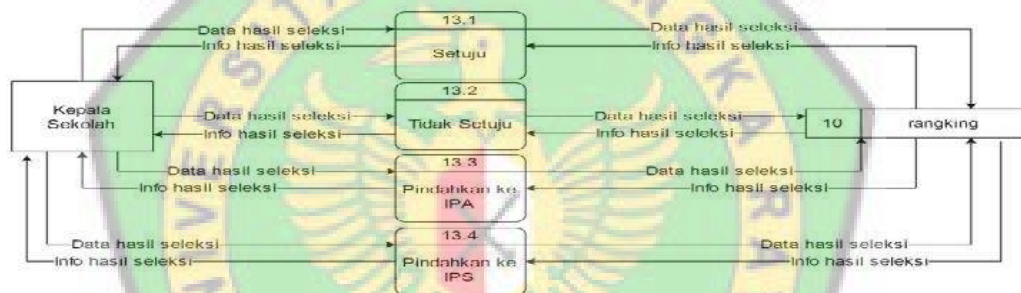 13.1
Data hasil seleksi
Data hasil seleksi
Info hasil seleksi
Info hasil seleksi
Setuju
13.2
Kepala
Sekolah
Data hasil seleksi
Tidak Setuju
Data hasil seleksi
10
rangking
Info hasil seleksi
Info hasil seleksi
13.3
Data hasil seleksi
Data hasil seleksi
Info hasil seleksi
Pindahkan ke
IPA
Info hasil seleksi
13.4
Data hasil seleksi
Data hasil seleksi
Info hasil seleksi
Pindahkan ke
IPS
Info hasil seleksi